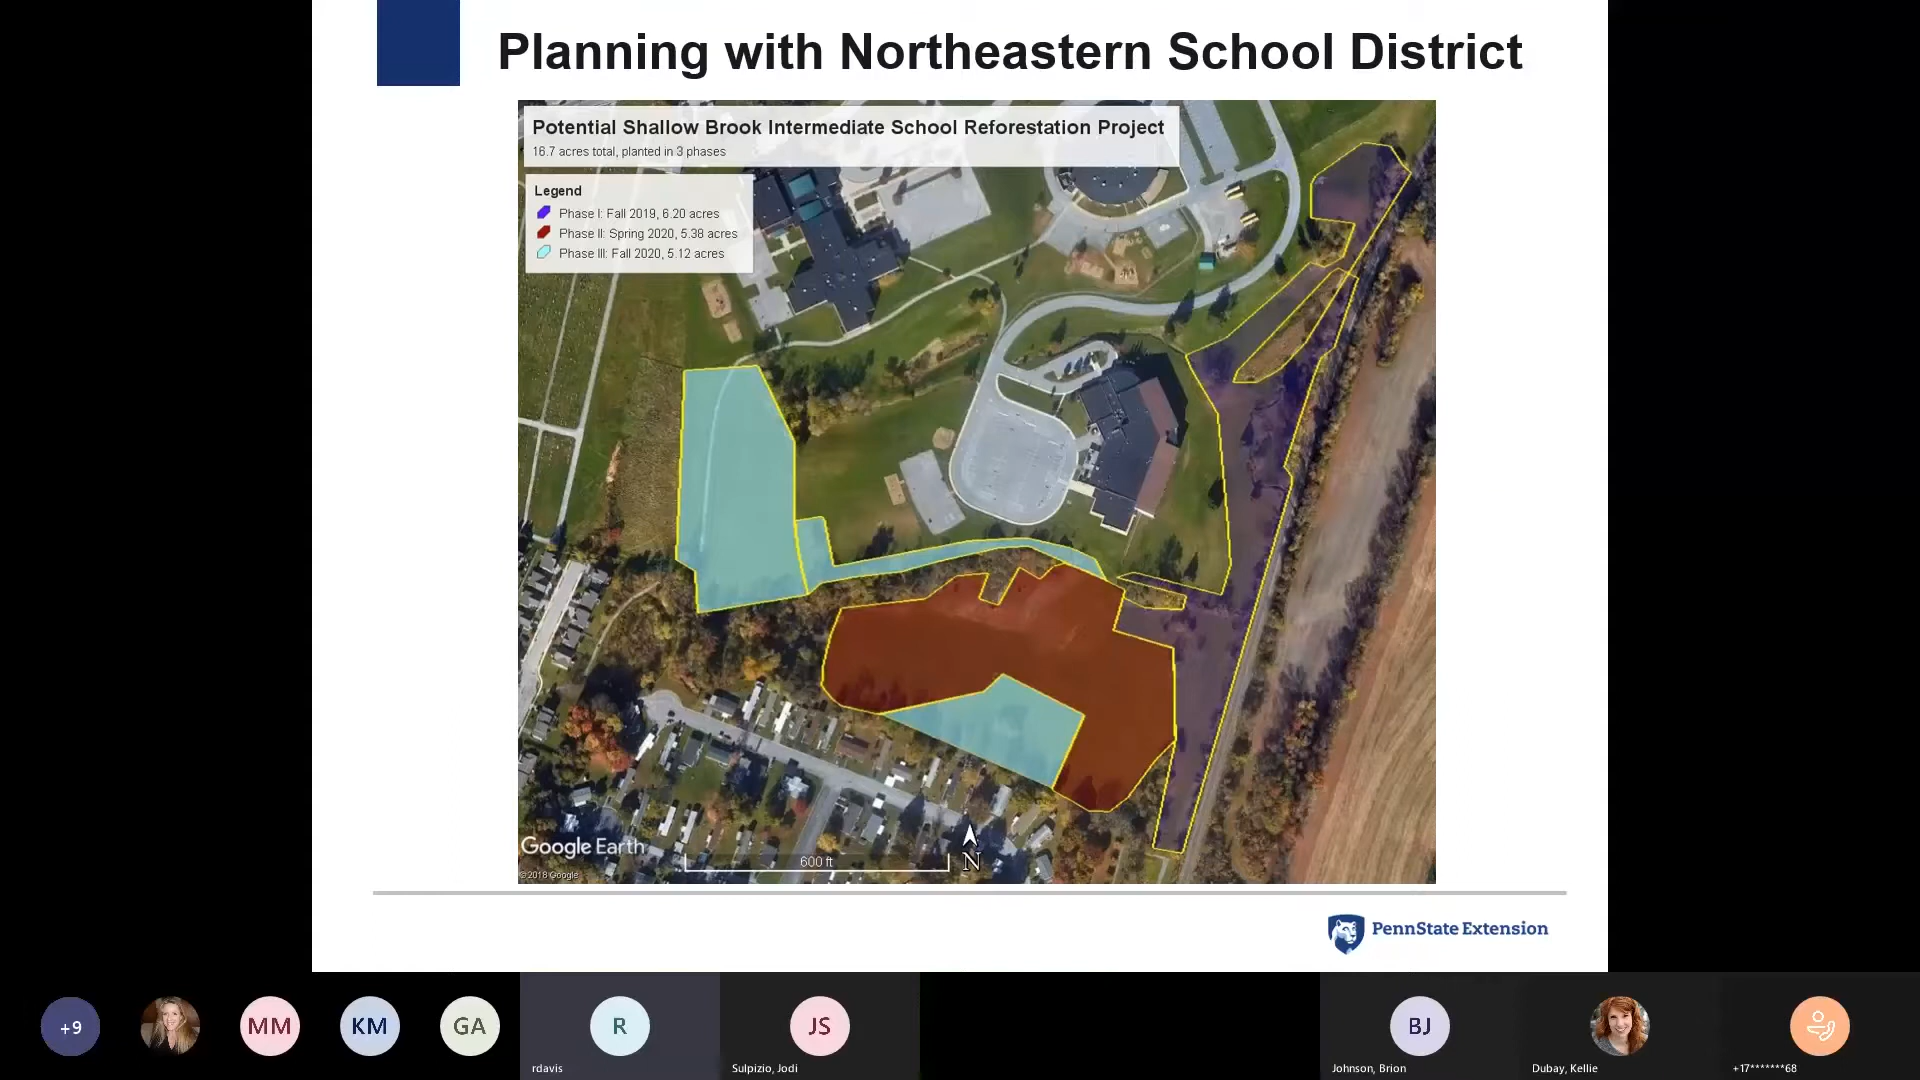 Planning with Northeastern School District
Potential Shallow Brook Intermediate School Reforestation Project
16.7 acres total, planted in 3 phases
Legend
Phase I: Fall 2019, 6.20 acres
Phase II: Spring 2020, 5.38 acres
Phase III: Fall 2020, 5.12 acres
Google Earth
©2018 Google
600 ft
N
PennState Extension
+9
MM
KM
GA
R
rdavis
JS
Sulpizio, Jodi
BJ
Johnson, Brion
Dubay, Kellie
+17*******68